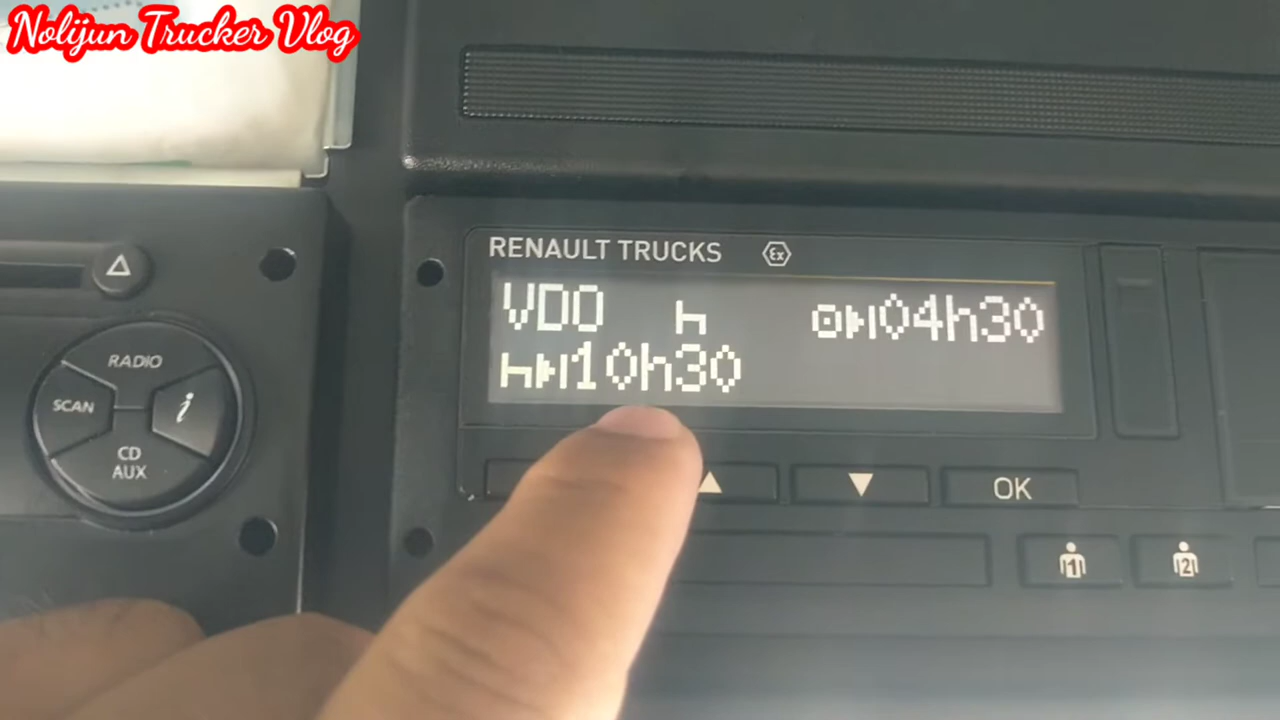 Nolijun Trucker Vlog
RENAULT TRUCKS Ex
VDO 04h30
10h30
RADIO
SCAN i
CD
AUX
OK
1 2